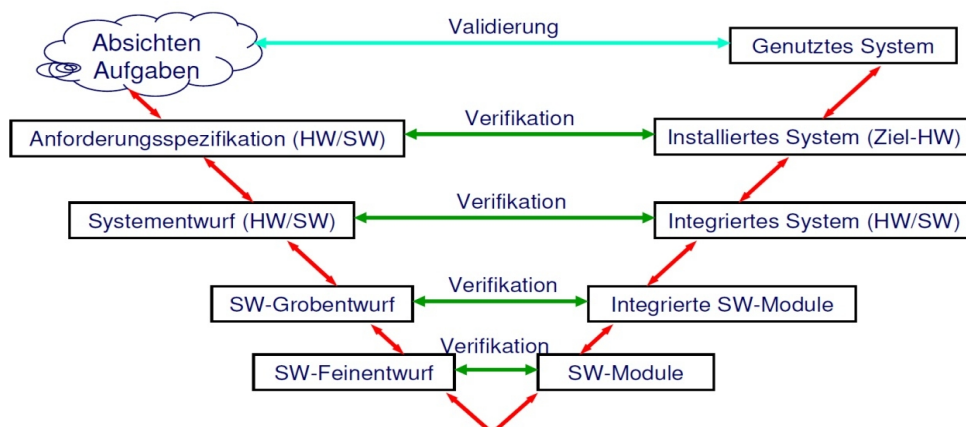 Absichten
Aufgaben
Validierung
Genutztes System
Anforderungsspezifikation (HW/SW)
Verifikation
Installiertes System (Ziel-HW)
Systementwurf (HW/SW)
Verifikation
Integriertes System (HW/SW)
SW-Grobentwurf
Verifikation
Integrierte SW-Module
SW-Feinentwurf
Verifikation
SW-Module